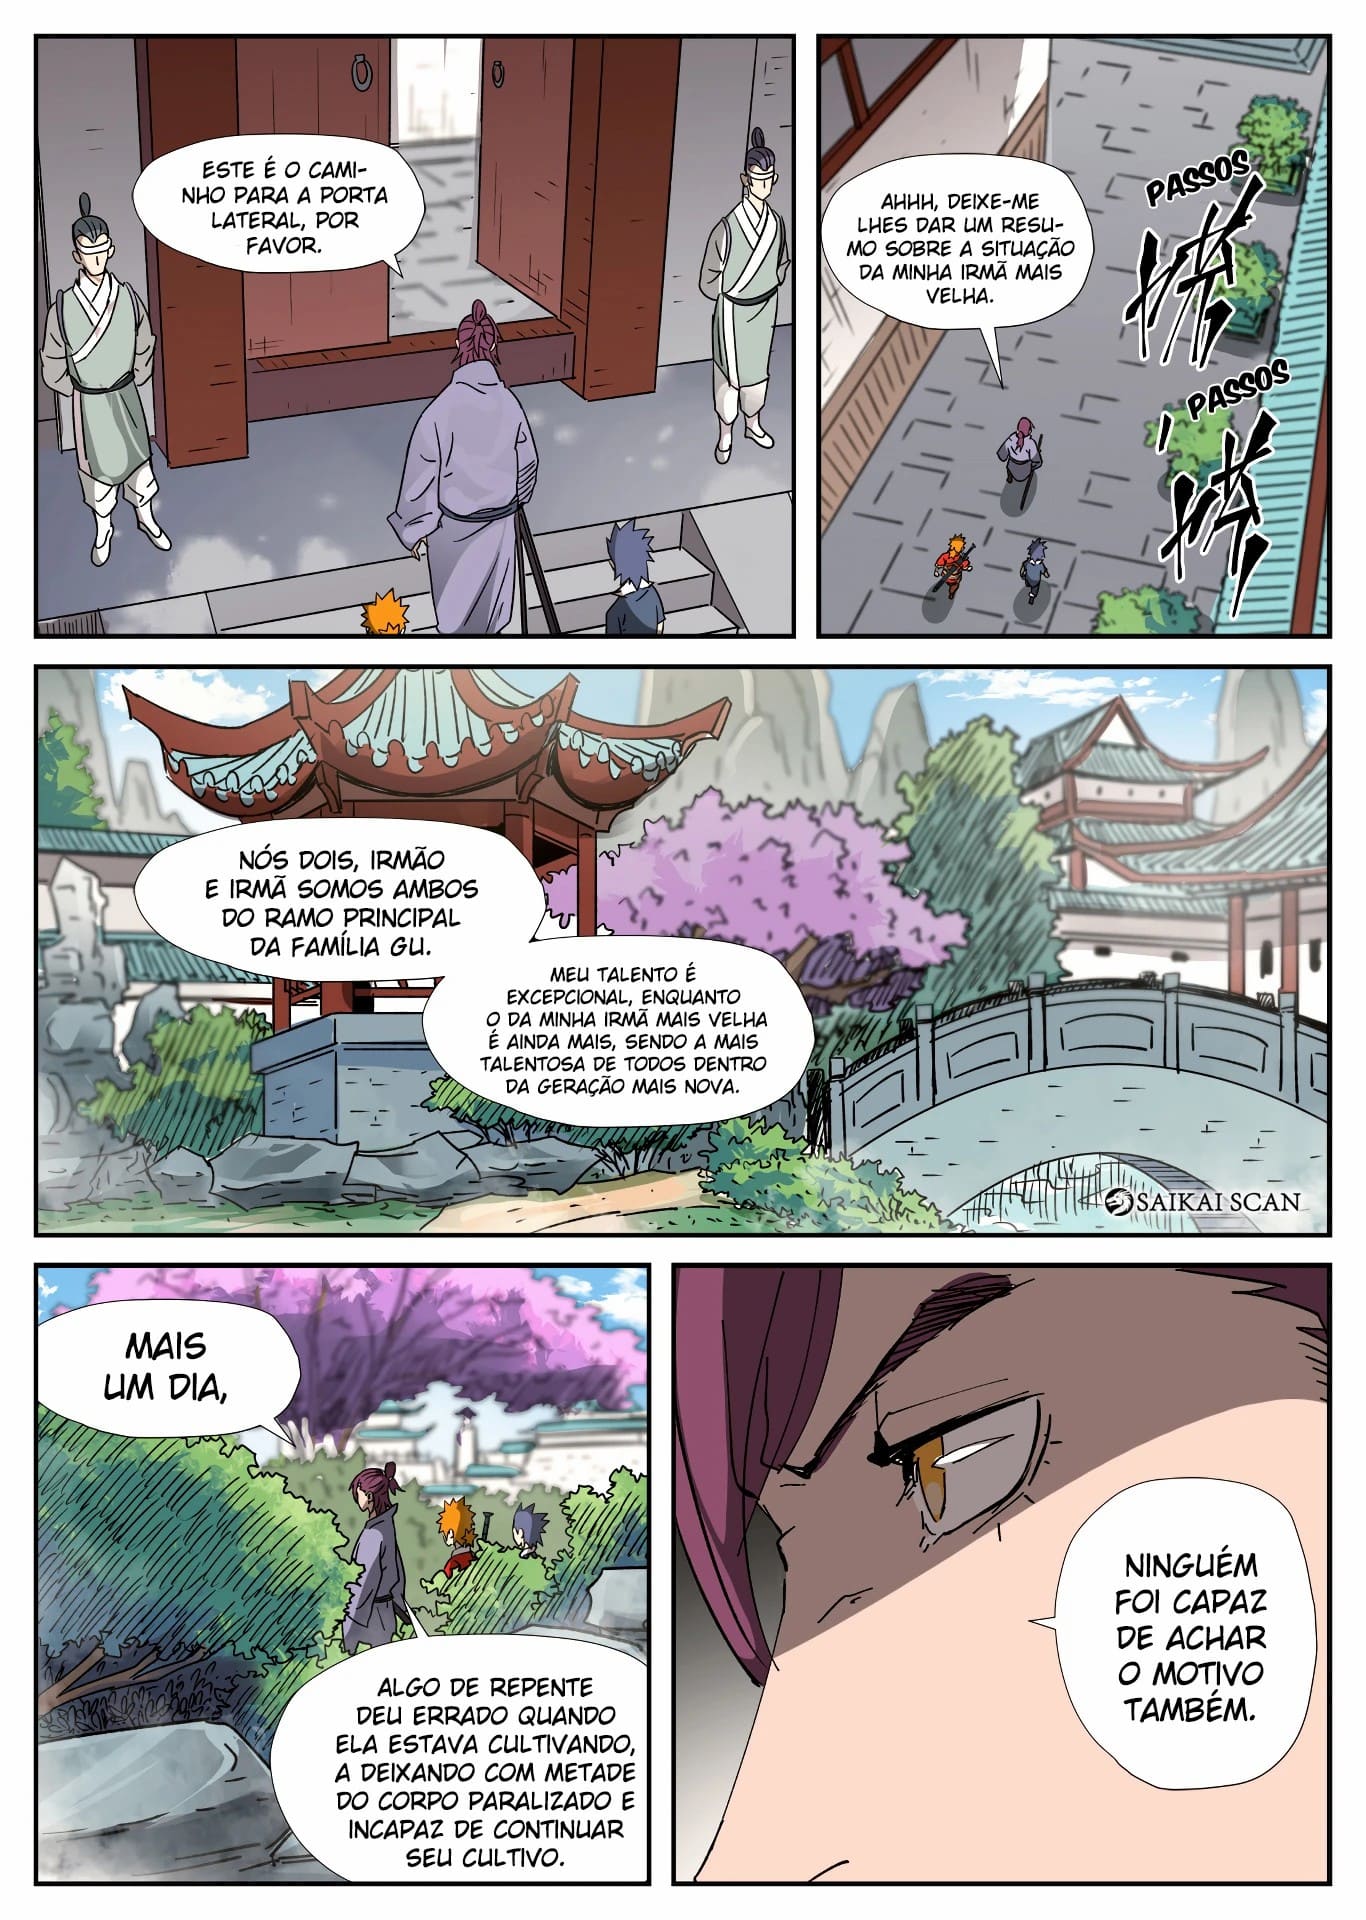 ESTE É O CAMI-
NHO PARA A PORTA
LATERAL, POR
FAVOR.
AHHH, DEIXE-ME
LHES DAR UM RESU-
MO SOBRE A SITUAÇÃO
DA MINHA IRMÃ MAIS
VELHA.
PASSOS
PASSOS
NÓS DOIS, IRMÃO
E IRMÃ SOMOS AMBOS
DO RAMO PRINCIPAL
DA FAMÍLIA GU.
MEU TALENTO É
EXCEPCIONAL, ENQUANTO
O DA MINHA IRMÃ MAIS VELHA
É AINDA MAIS, SENDO A MAIS
TALENTOSA DE TODOS DENTRO
DA GERAÇÃO MAIS NOVA.
SAIKAI SCAN
MAIS
UM DIA,
ALGO DE REPENTE
DEU ERRADO QUANDO
ELA ESTAVA CULTIVANDO,
A DEIXANDO COM METADE
DO CORPO PARALIZADO E
INCAPAZ DE CONTINUAR
SEU CULTIVO.
NINGUÉM
FOI CAPAZ
DE ACHAR
O MOTIVO
TAMBÉM.